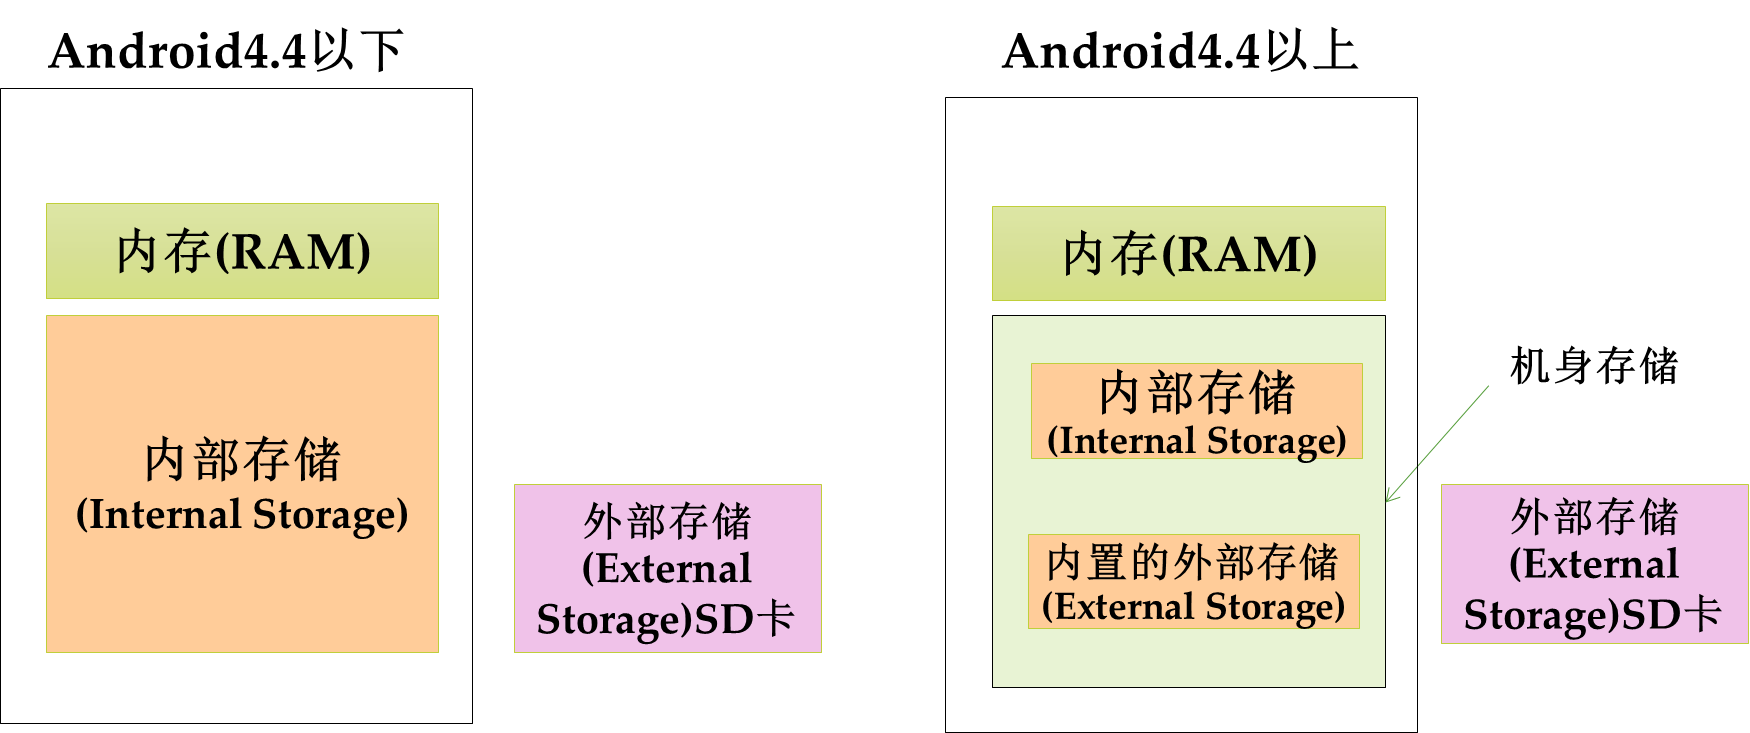 Android4.4以下
内存(RAM)
内部存储
(Internal Storage)
外部存储
(External
Storage)SD卡
Android4.4以上
内存(RAM)
内部存储
(Internal Storage)
内置的外部存储
(External Storage)
机身存储
外部存储
(External
Storage)SD卡